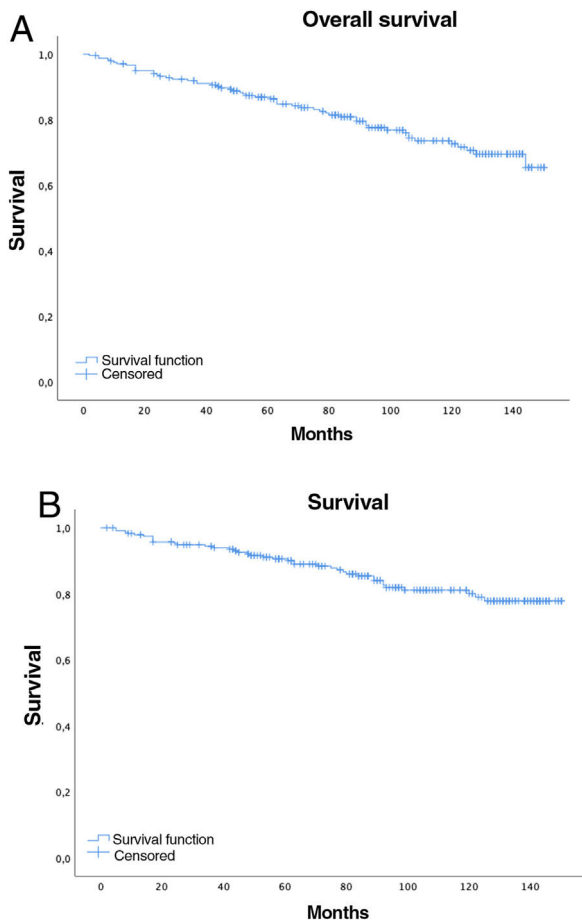 A
Overall survival
1,0
0,8
0,6
0,4
0,2
0,0
Survival
Survival function
Censored
0 20 40 60 80 100 120 140
Months
B
Survival
1,0
0,8
0,6
0,4
0,2
0,0
Survival
Survival function
Censored
0 20 40 60 80 100 120 140
Months